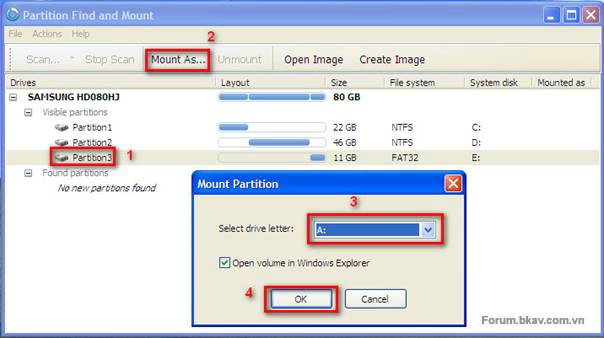 Partition Find and Mount
File Actions Help
2
Scan... Stop Scan Mount As... Unmount Open Image Create Image
Drives Layout Size File system System disk Mounted as
SAMSUNG HD080HJ 80 GB
Visible partitions
Partition1 22 GB NTFS C:
Partition2 46 GB NTFS D:
Partition3 1 11 GB FAT32 E:
Found partitions
No new partitions found
Mount Partition
3
Select drive letter: A:
Open volume in Windows Explorer
4 OK Cancel
Forum.bkav.com.vn